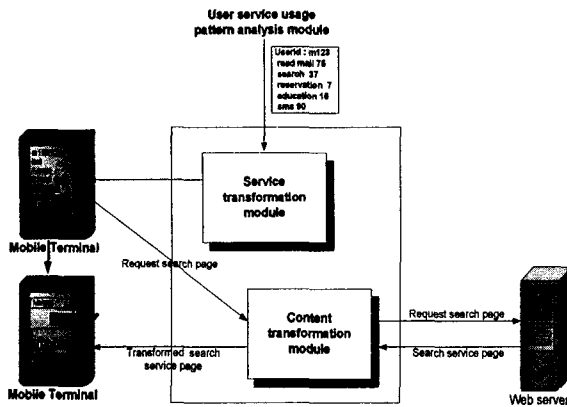 User service usage
pattern analysis module
Userid : m123
read mail 75
search 37
reservation 7
education 16
sms 90
Service
transformation
module
Mobile Terminal
Request search page
Content
transformation
module
Request search page
Search service page
Transformed search
service page
Mobile Terminal
Web server